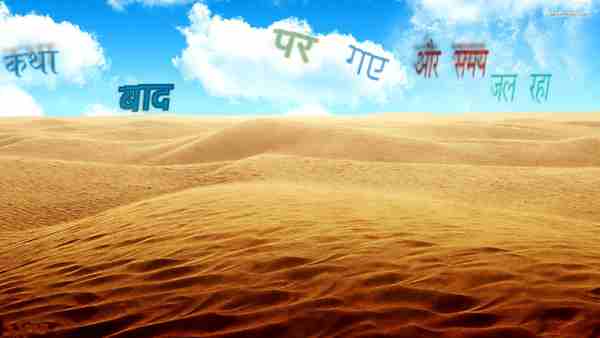 कथा बाद पर गए और समय जल रहा